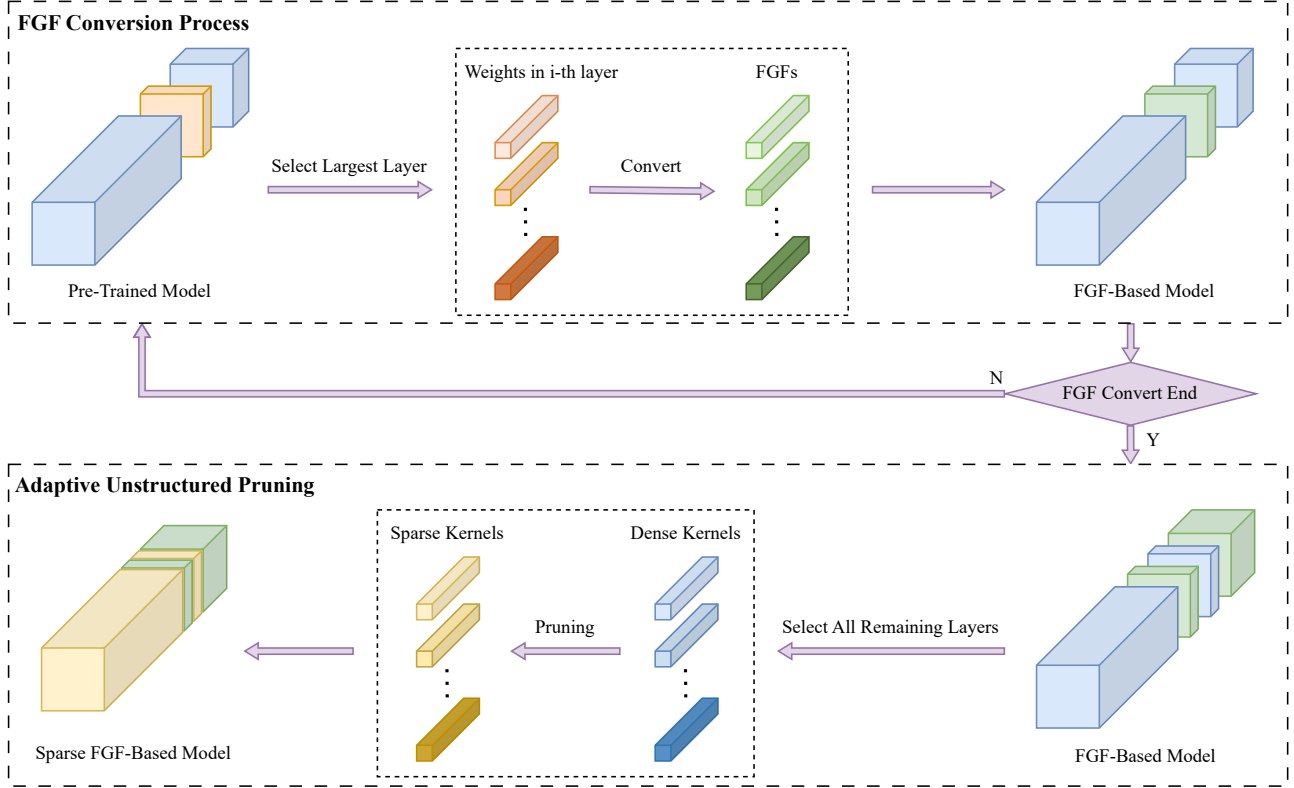 FGF Conversion Process
Weights in i-th layer
FGFs
Select Largest Layer
Convert
Pre-Trained Model
FGF-Based Model
N
FGF Convert End
Y
Adaptive Unstructured Pruning
Sparse Kernels
Dense Kernels
Pruning
Select All Remaining Layers
Sparse FGF-Based Model
FGF-Based Model